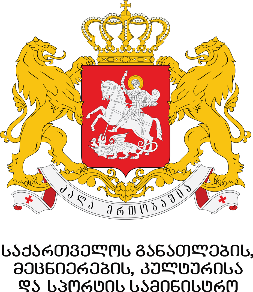 ძალა ერთობაშია
საქართველოს განათლების,
მეცნიერების, კულტურისა
და სპორტის სამინისტრო